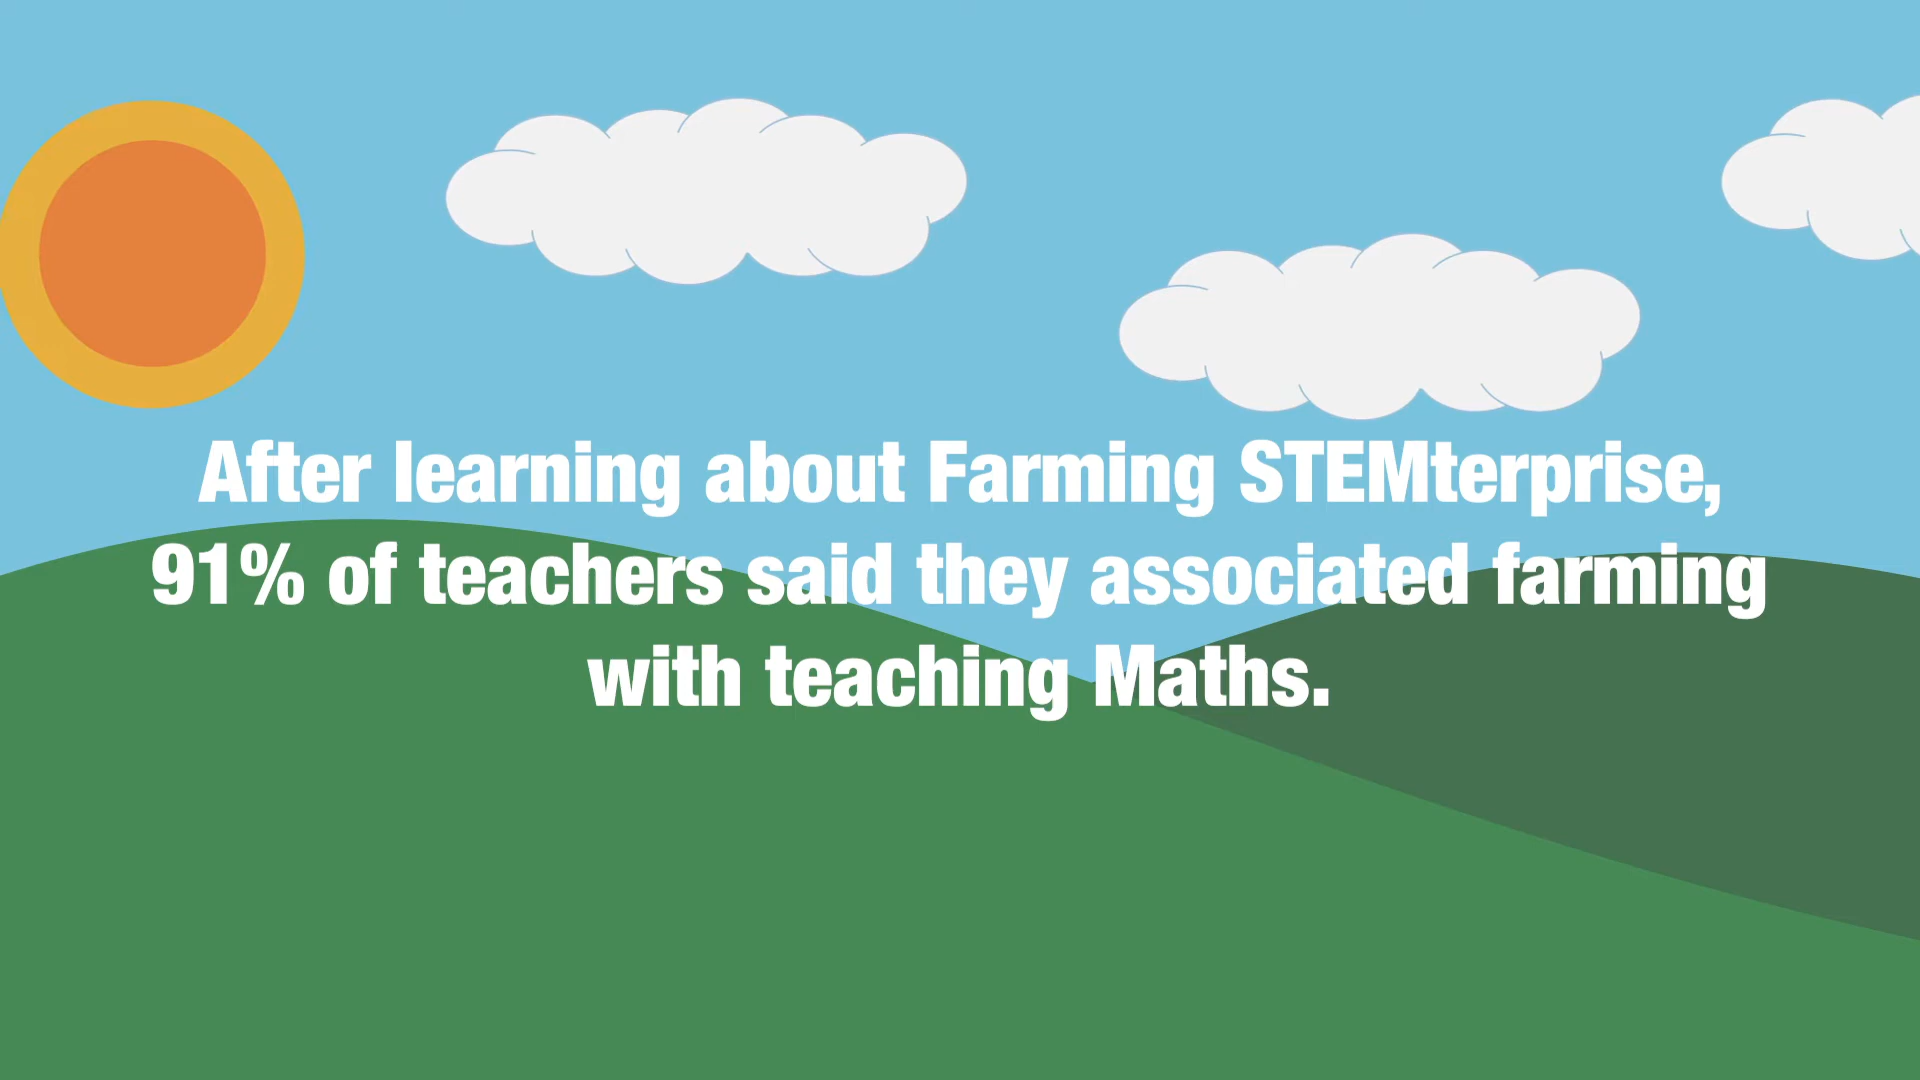 After learning about Farming STEMterprise,
91% of teachers said they associated farming
with teaching Maths.